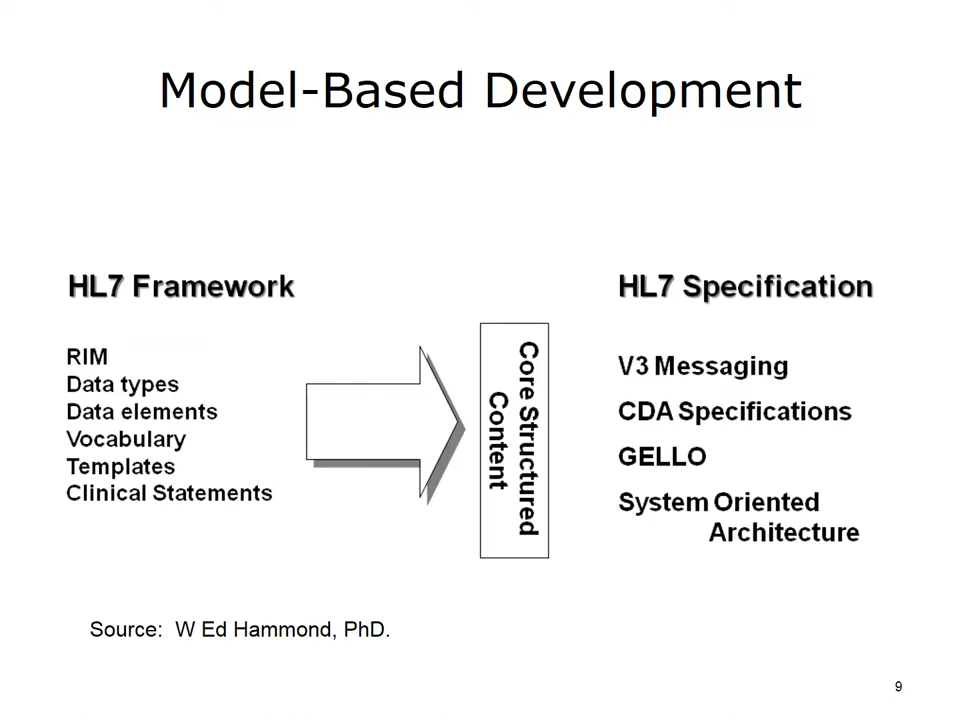 Model-Based Development
HL7 Framework
RIM
Data types
Data elements
Vocabulary
Templates
Clinical Statements
Core Structured
Content
HL7 Specification
V3 Messaging
CDA Specifications
GELLO
System Oriented
Architecture
Source:  W Ed Hammond, PhD.
9